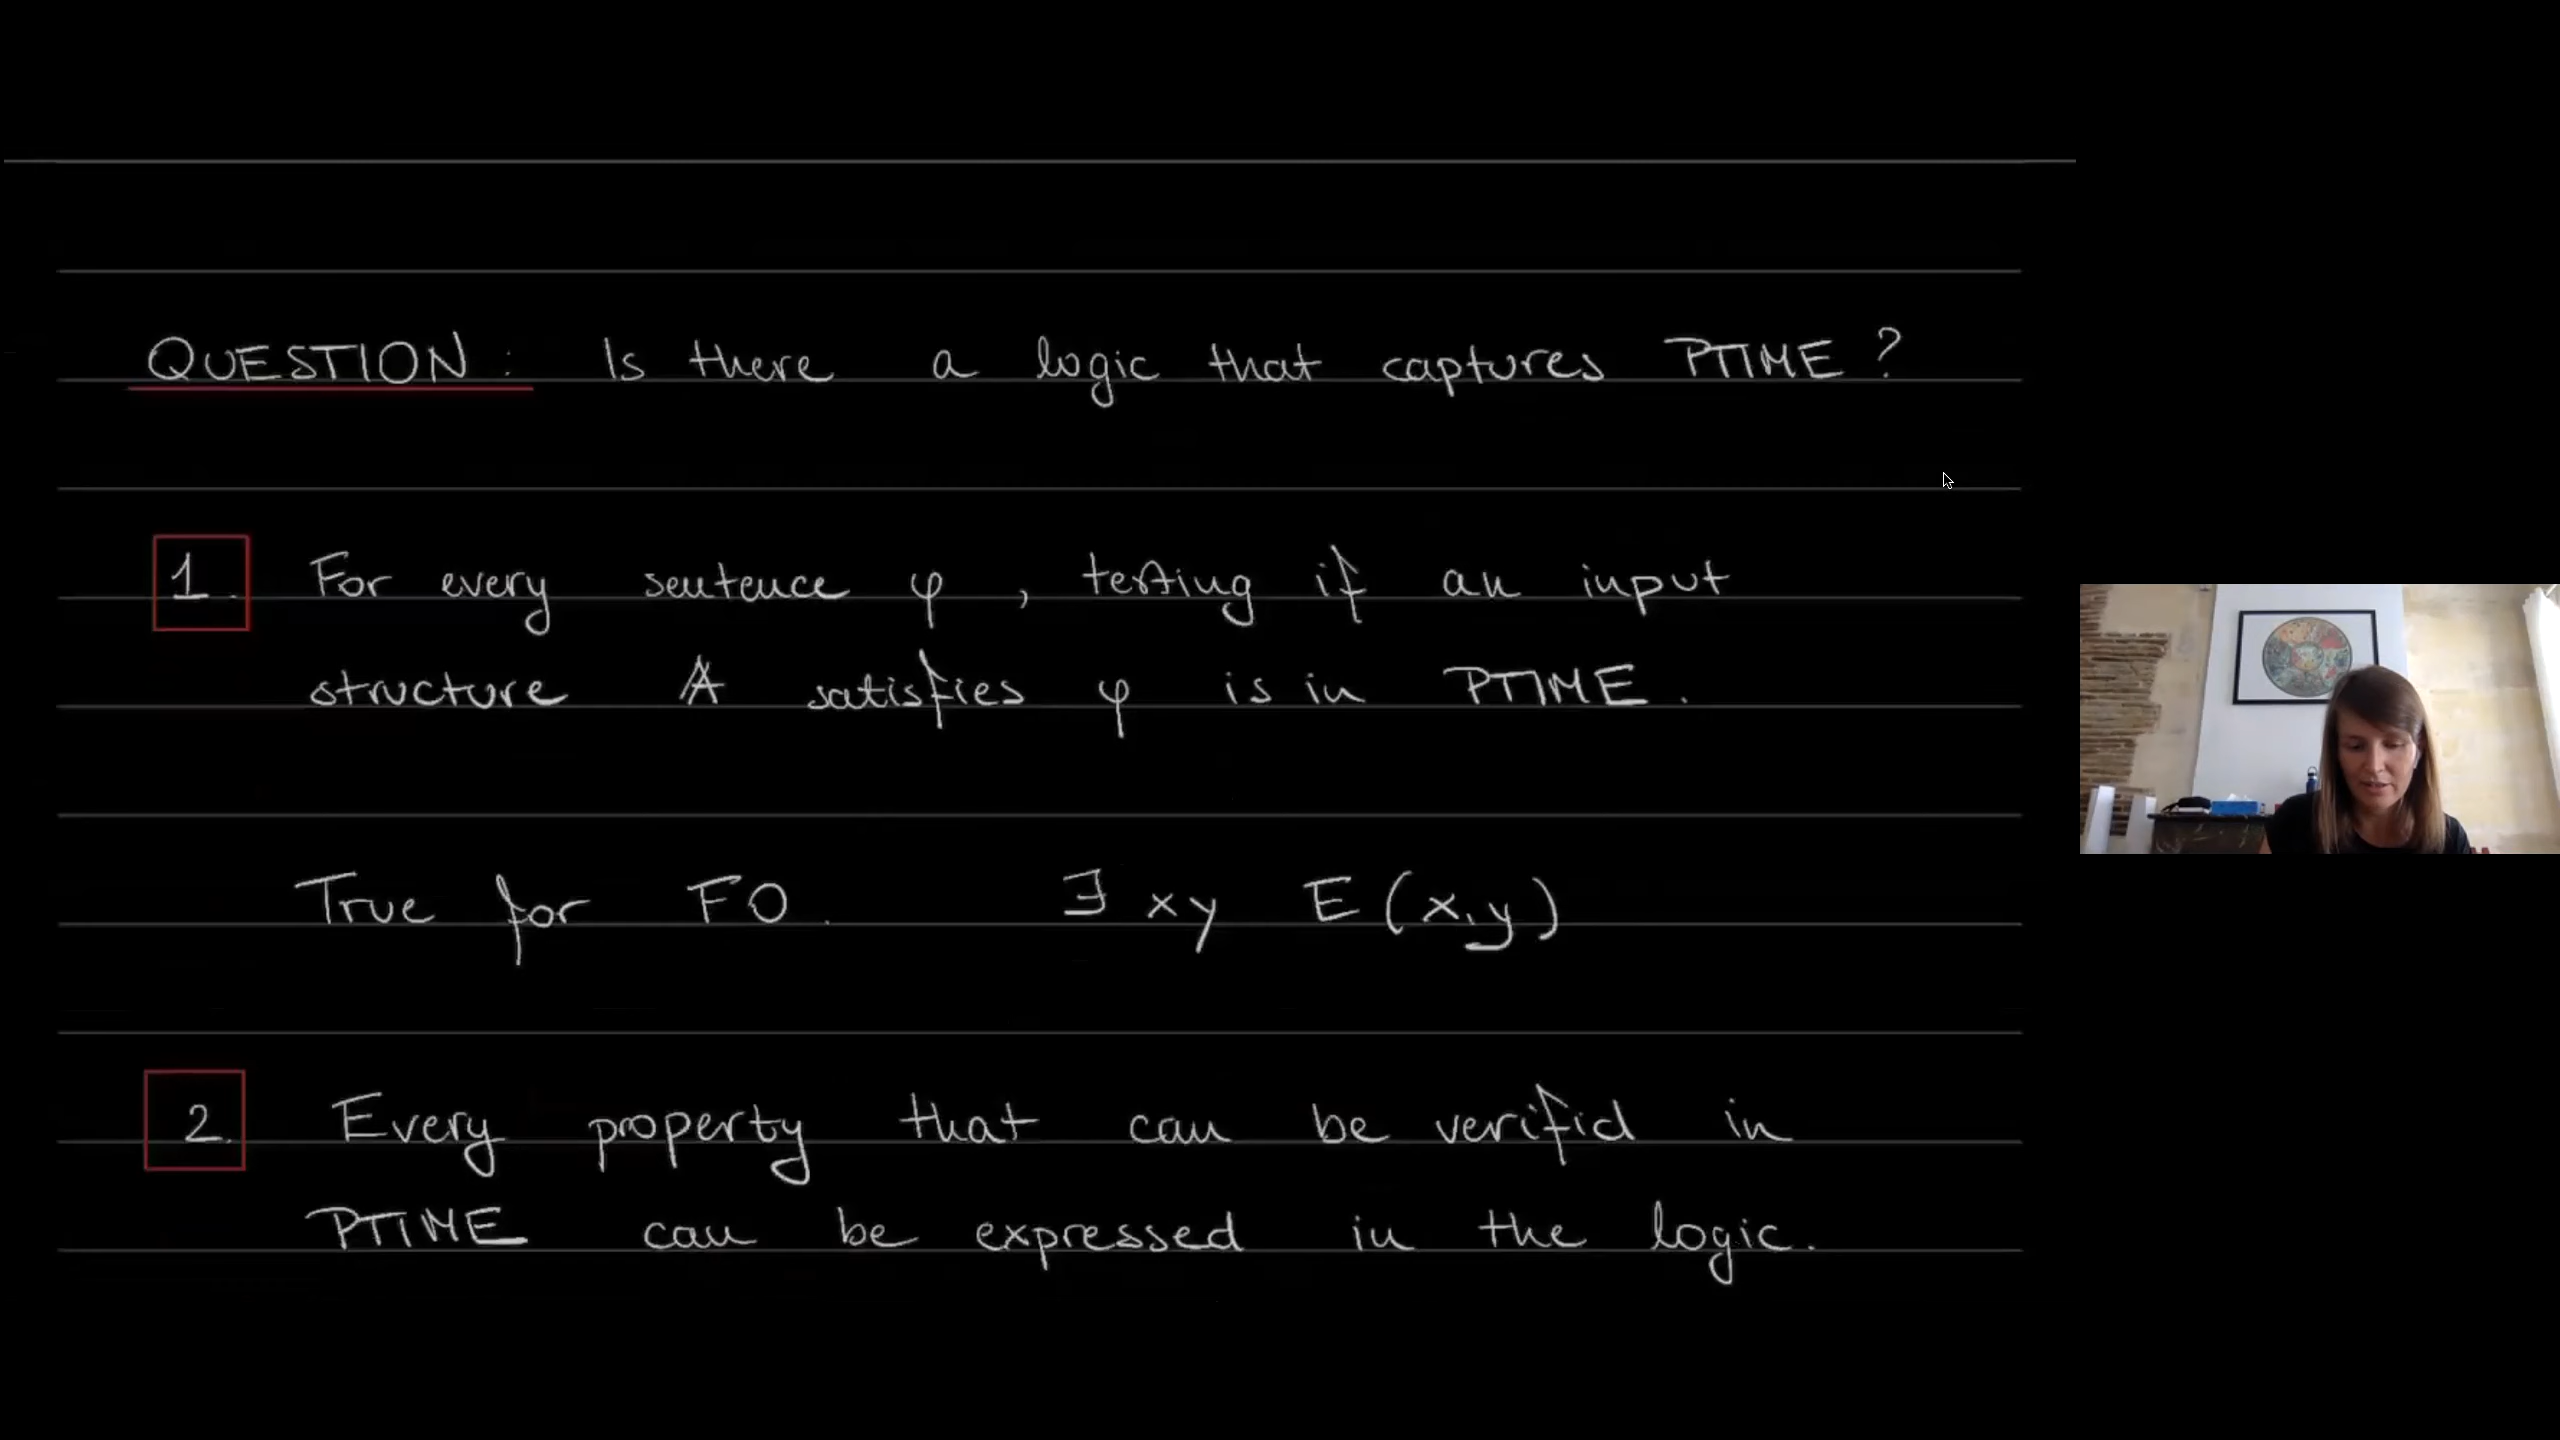 QUESTION: Is there a logic that captures PTIME?
1. For every sentence φ, testing if an input
structure 𝔸 satisfies φ is in PTIME.
True for FO. ∃xy E(x,y)
2. Every property that can be verifid in
PTIME can be expressed in the logic.